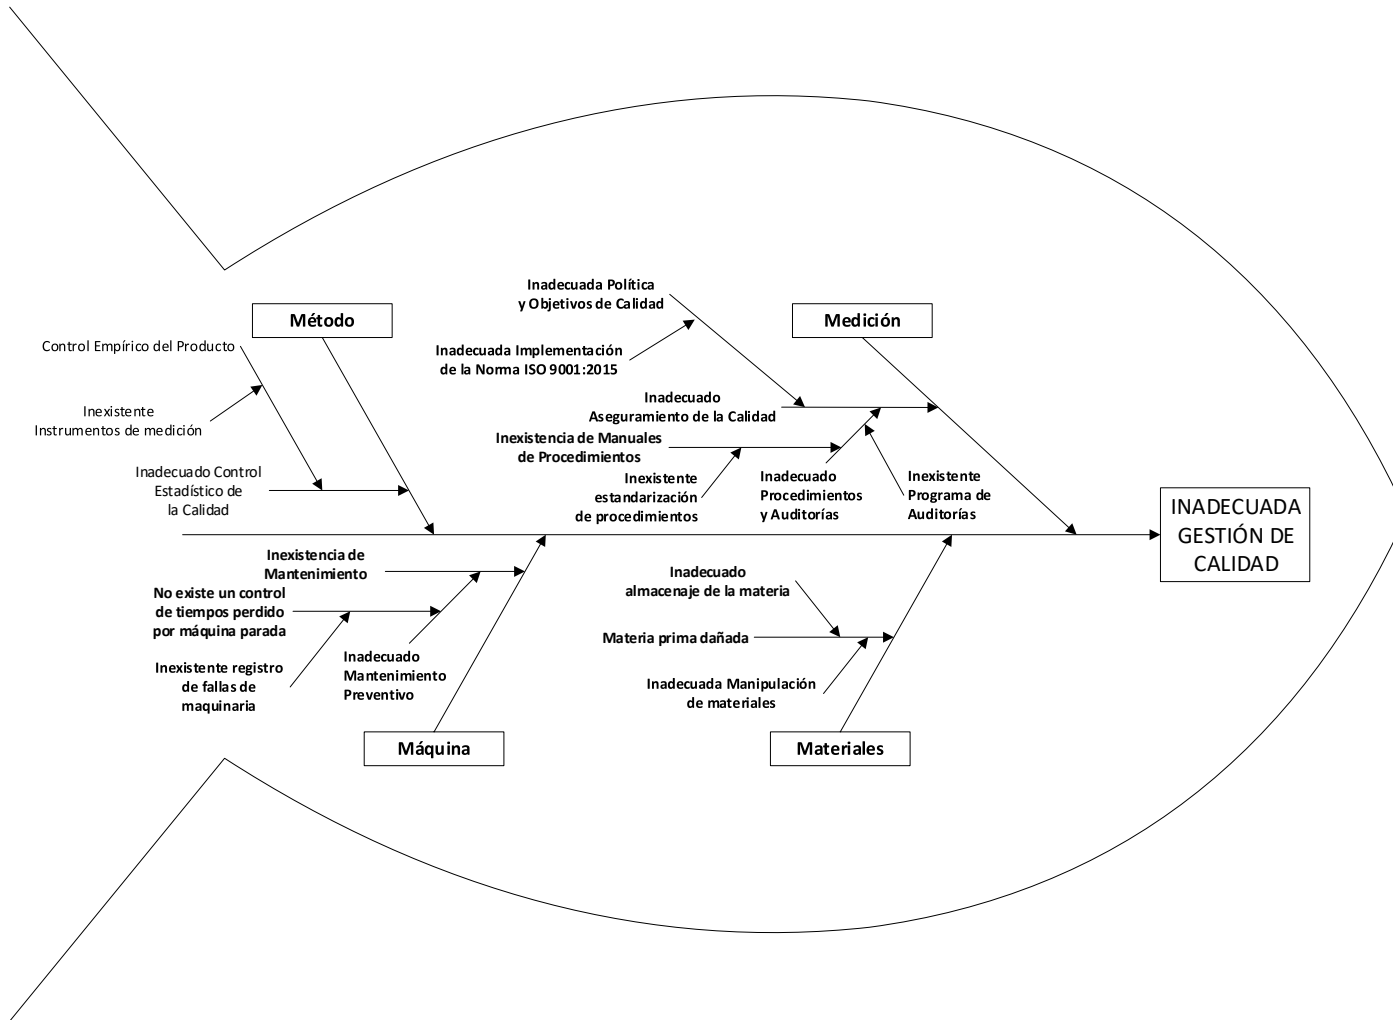 Método
Control Empírico del Producto
Inexistente
Instrumentos de medición
Inadecuado Control
Estadístico de
la Calidad
Inadecuada Política
y Objetivos de Calidad
Medición
Inadecuada Implementación
de la Norma ISO 9001:2015
Inadecuado
Aseguramiento de la Calidad
Inexistencia de Manuales
de Procedimientos
Inexistente
estandarización
de procedimientos
Inadecuado
Procedimientos
y Auditorías
Inexistente
Programa de
Auditorías
INADECUADA
GESTIÓN DE
CALIDAD
Inexistencia de
Mantenimiento
No existe un control
de tiempos perdido
por máquina parada
Inexistente registro
de fallas de
maquinaria
Inadecuado
Mantenimiento
Preventivo
Máquina
Inadecuado
almacenaje de la materia
Materia prima dañada
Inadecuada Manipulación
de materiales
Materiales